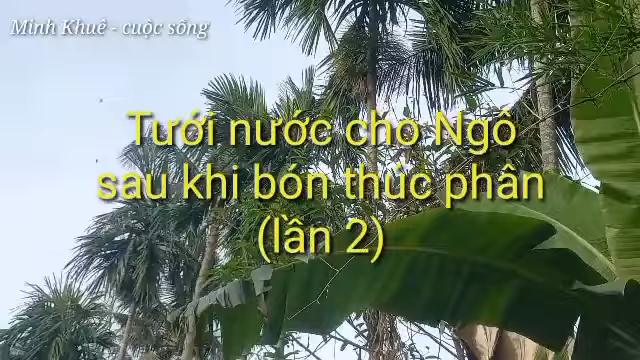 Minh Khuê - cuộc sống
Tưới nước cho Ngô
sau khi bón thúc phân
(lần 2)